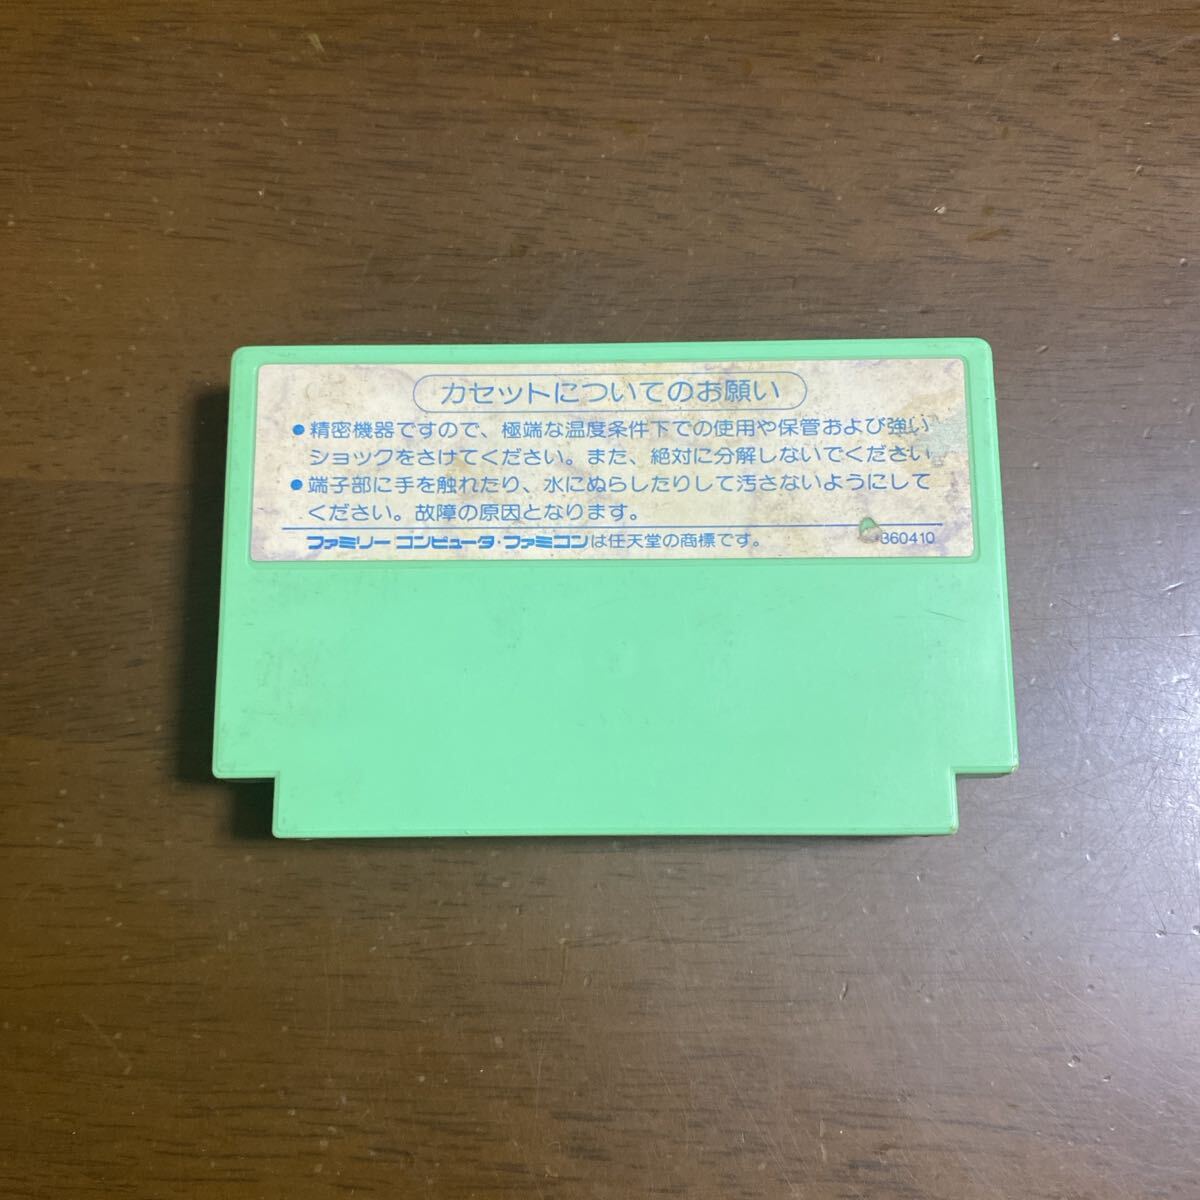 カセットについてのお願い
●精密機器ですので、極端な温度条件下での使用や保管および強い
ショックをさけてください。また、絶対に分解しないでください
●端子部に手を触れたり、水にぬらしたりして汚さないようにして
ください。故障の原因となります。
ファミリーコンピュータ・ファミコンは任天堂の商標です。
360410